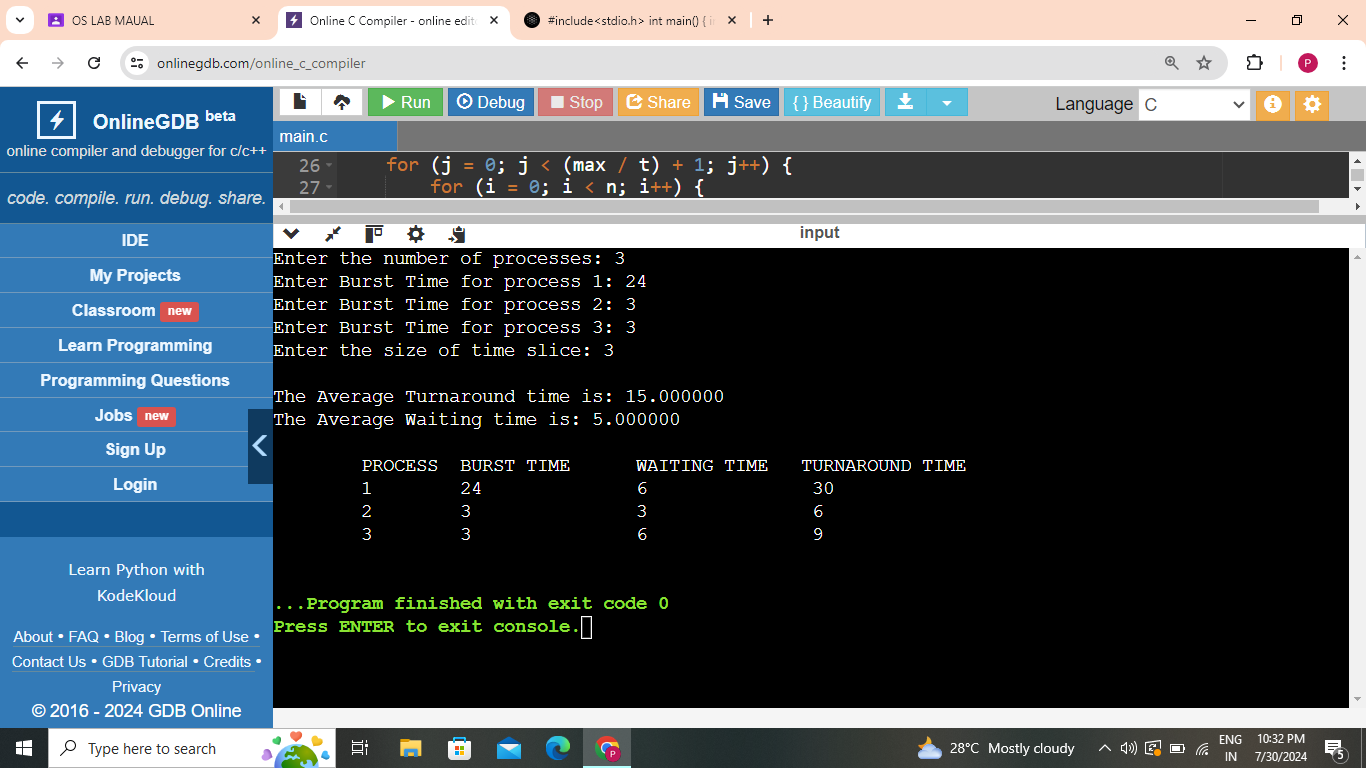 OS LAB MAUAL
Online C Compiler - online edit
#include<stdio.h> int main() { in
onlinegdb.com/online_c_compiler
P
OnlineGDB beta
online compiler and debugger for c/c++
code. compile. run. debug. share.
IDE
My Projects
Classroom new
Learn Programming
Programming Questions
Jobs new
Sign Up
Login
Learn Python with
KodeKloud
About • FAQ • Blog • Terms of Use •
Contact Us • GDB Tutorial • Credits •
Privacy
© 2016 - 2024 GDB Online
Run Debug Stop Share Save { } Beautify
Language C
main.c
26 for (j = 0; j < (max / t) + 1; j++) {
27 for (i = 0; i < n; i++) {
input
Enter the number of processes: 3
Enter Burst Time for process 1: 24
Enter Burst Time for process 2: 3
Enter Burst Time for process 3: 3
Enter the size of time slice: 3
The Average Turnaround time is: 15.000000
The Average Waiting time is: 5.000000
PROCESS BURST TIME WAITING TIME TURNAROUND TIME
1 24 6 30
2 3 3 6
3 3 6 9
...Program finished with exit code 0
Press ENTER to exit console.
Type here to search
P
28°C Mostly cloudy
ENG
IN
10:32 PM
7/30/2024
5